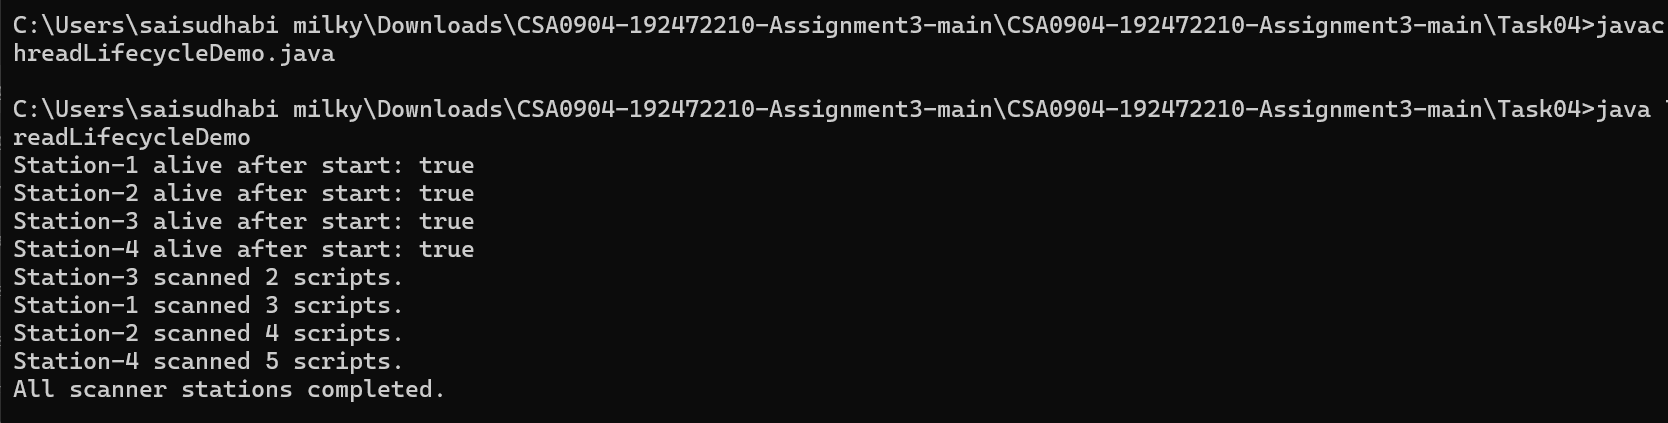 C:\Users\saisudhabi milky\Downloads\CSA0904-192472210-Assignment3-main\CSA0904-192472210-Assignment3-main\Task04>javac
hreadLifecycleDemo.java
C:\Users\saisudhabi milky\Downloads\CSA0904-192472210-Assignment3-main\CSA0904-192472210-Assignment3-main\Task04>java
readLifecycleDemo
Station-1 alive after start: true
Station-2 alive after start: true
Station-3 alive after start: true
Station-4 alive after start: true
Station-3 scanned 2 scripts.
Station-1 scanned 3 scripts.
Station-2 scanned 4 scripts.
Station-4 scanned 5 scripts.
All scanner stations completed.